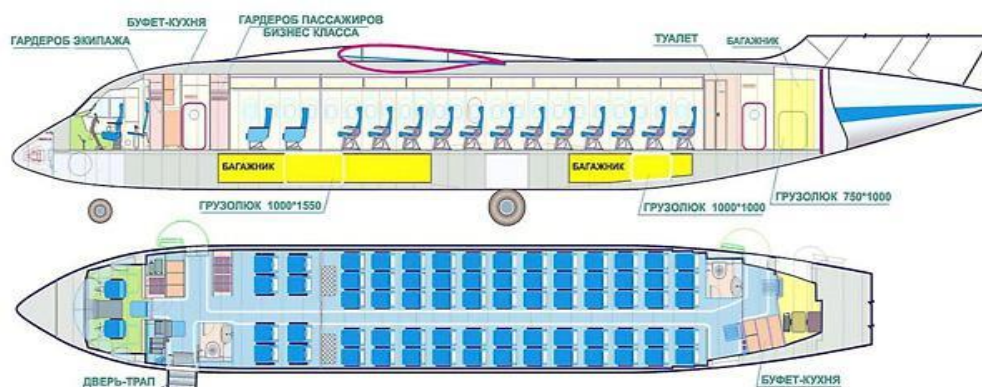 БУФЕТ-КУХНЯ
ГАРДЕРОБ ПАССАЖИРОВ
БИЗНЕС КЛАССА
ГАРДЕРОБ ЭКИПАЖА
ТУАЛЕТ
БАГАЖНИК
БАГАЖНИК
БАГАЖНИК
ГРУЗОЛЮК 1000*1550
ГРУЗОЛЮК 1000*1000
ГРУЗОЛЮК 750*1000
ДВЕРЬ-ТРАП
БУФЕТ-КУХНЯ